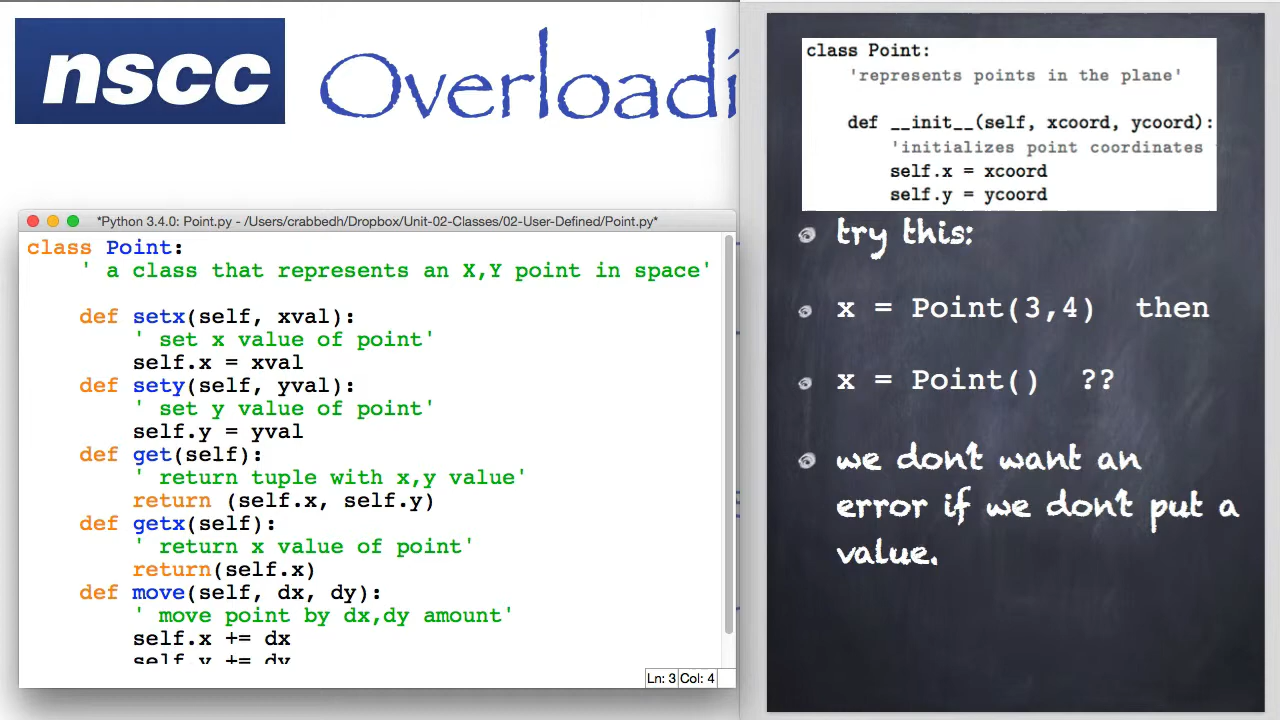 nscc
Overloadi
*Python 3.4.0: Point.py - /Users/crabbedh/Dropbox/Unit-02-Classes/02-User-Defined/Point.py*
class Point:
' a class that represents an X,Y point in space'
def setx(self, xval):
' set x value of point'
self.x = xval
def sety(self, yval):
' set y value of point'
self.y = yval
def get(self):
' return tuple with x,y value'
return (self.x, self.y)
def getx(self):
' return x value of point'
return(self.x)
def move(self, dx, dy):
' move point by dx,dy amount'
self.x += dx
self.y += dy
Ln: 3 Col: 4
class Point:
'represents points in the plane'
def __init__(self, xcoord, ycoord):
'initializes point coordinates
self.x = xcoord
self.y = ycoord
try this:
x = Point(3,4) then
x = Point() ??
we don't want an
error if we don't put a
value.